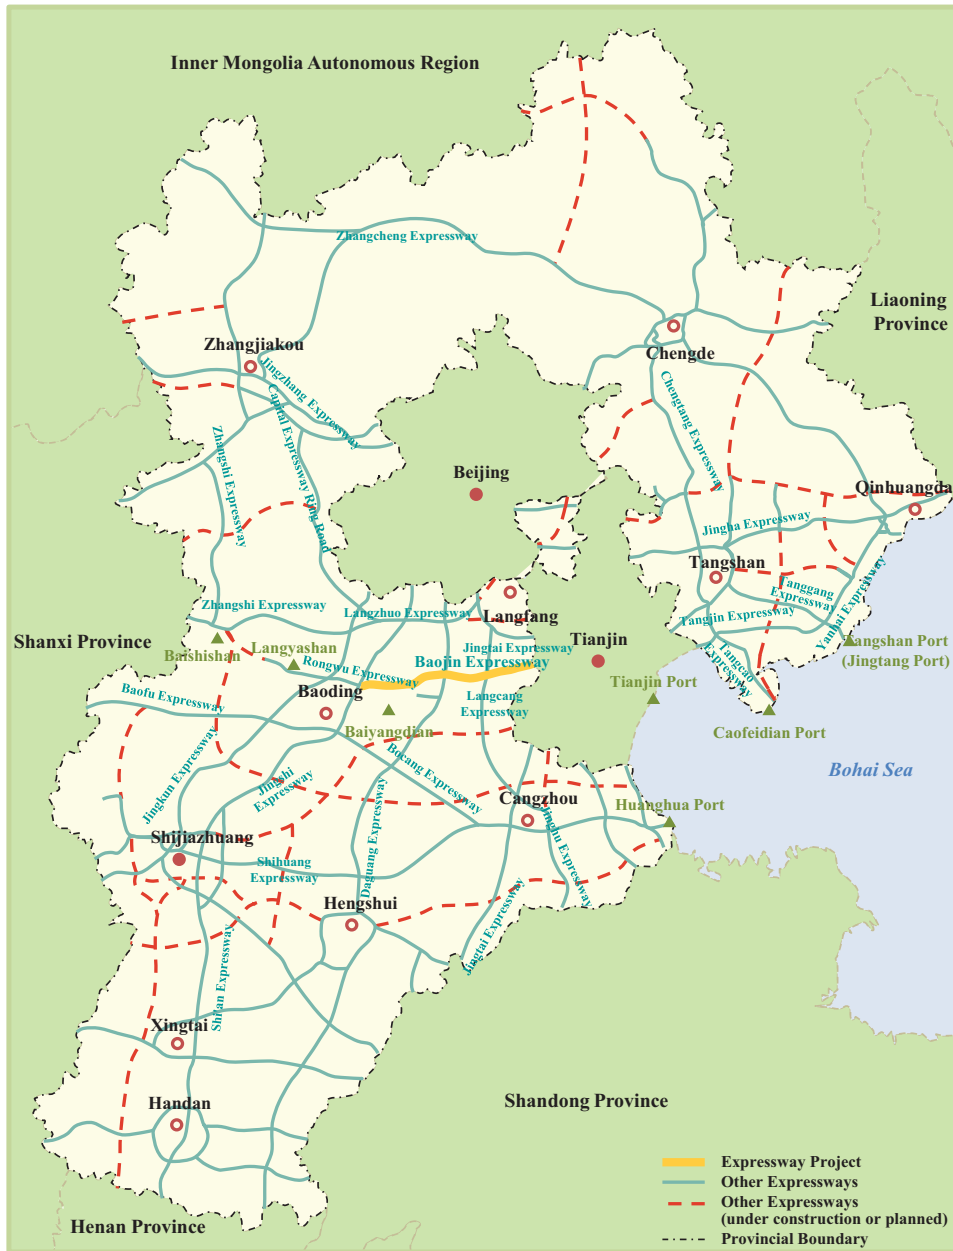 Inner Mongolia Autonomous Region
Zhangcheng Expressway
Liaoning
Province
Zhangjiakou
Chengde
Jingzhang Expressway
Capital Expressway Ring Road
Chengtang Expressway
Zhangshi Expressway
Beijing
Qinhuangda
Jingha Expressway
Tangshan
Tanggang
Expressway
Yanhai Expressway
Tangjin Expressway
Zhangshi Expressway
Langzhuo Expressway
Langfang
Shanxi Province
Baishishan
Langyashan
Jingtai Expressway
Tianjin
Tangshan Port
(Jingtang Port)
Baojin Expressway
Rongwu Expressway
Tangcao
Expressway
Baofu Expressway
Baoding
Langcang
Expressway
Tianjin Port
Baiyangdian
Caofeidian Port
Jingkun Expressway
Jingshi
Expressway
Bocang Expressway
Bohai Sea
Cangzhou
Huanghua Port
Daguang Expressway
Jinghu Expressway
Shijiazhuang
Shihuang
Expressway
Hengshui
Jingtai Expressway
Shi'an Expressway
Xingtai
Handan
Shandong Province
Henan Province
Expressway Project
Other Expressways
Other Expressways
(under construction or planned)
Provincial Boundary